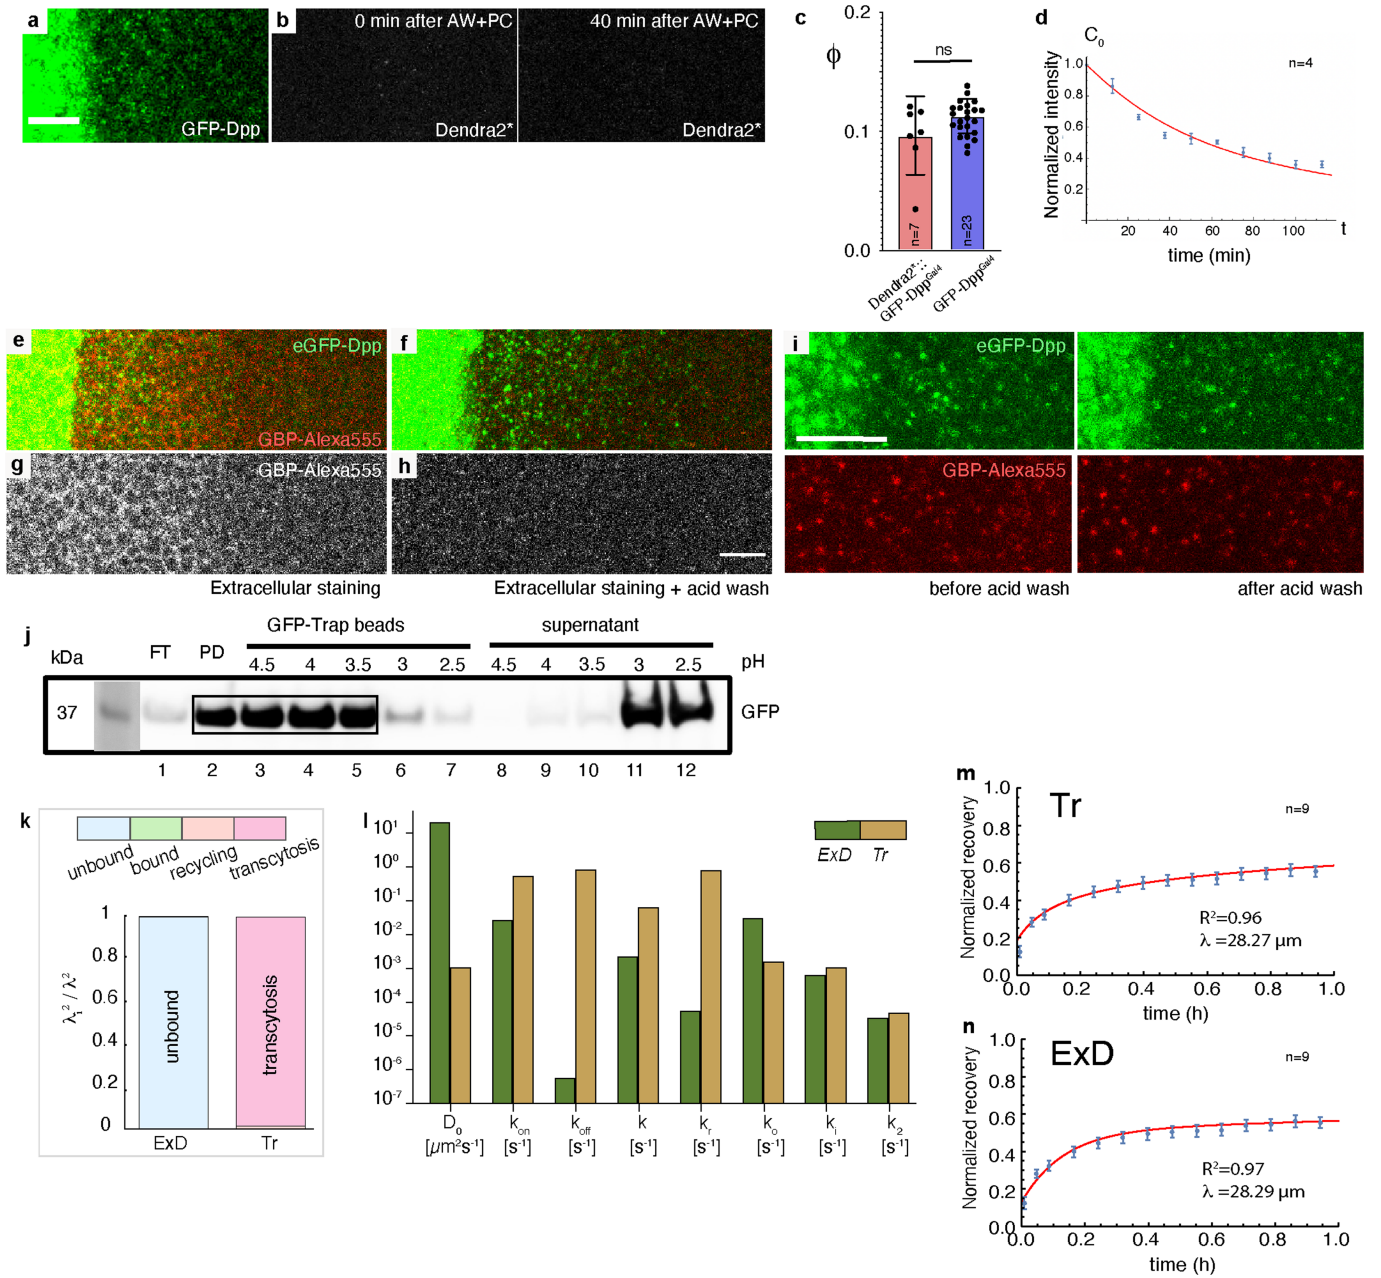 a
GFP-Dpp
b
0 min after AW+PC
40 min after AW+PC
Dendra2*
Dendra2*
c
ϕ
0.2
0.1
0.0
ns
n=7
n=23
Dendra2*::
GFP-Dpp^Gal4
GFP-Dpp^Gal4
d
C₀
n=4
Normalized intensity
1.0
0.8
0.6
0.4
0.2
20
40
60
80
100
t
time (min)
e
eGFP-Dpp
GBP-Alexa555
f
g
GBP-Alexa555
h
Extracellular staining
Extracellular staining + acid wash
i
eGFP-Dpp
GBP-Alexa555
before acid wash
after acid wash
j
GFP-Trap beads
supernatant
kDa
FT
PD
4.5 4 3.5 3 2.5
4.5 4 3.5 3 2.5
pH
37
GFP
1 2 3 4 5 6 7 8 9 10 11 12
k
unbound
bound
recycling
transcytosis
λᵢ² / λ²
1
0.8
0.6
0.4
0.2
0
unbound
transcytosis
ExD
Tr
l
ExD
Tr
10¹
10⁰
10⁻¹
10⁻²
10⁻³
10⁻⁴
10⁻⁵
10⁻⁶
10⁻⁷
D₀ k_on k_off k k_r k_o k_i k₂
[μm²s⁻¹] [s⁻¹] [s⁻¹] [s⁻¹] [s⁻¹] [s⁻¹] [s⁻¹] [s⁻¹]
m
Tr
n=9
Normalized recovery
1.0
0.8
0.6
0.4
0.2
0.0
R²=0.96
λ =28.27 μm
0.0 0.2 0.4 0.6 0.8 1.0
time (h)
n
ExD
n=9
Normalized recovery
1.0
0.8
0.6
0.4
0.2
0.0
R²=0.97
λ =28.29 μm
0.0 0.2 0.4 0.6 0.8 1.0
time (h)